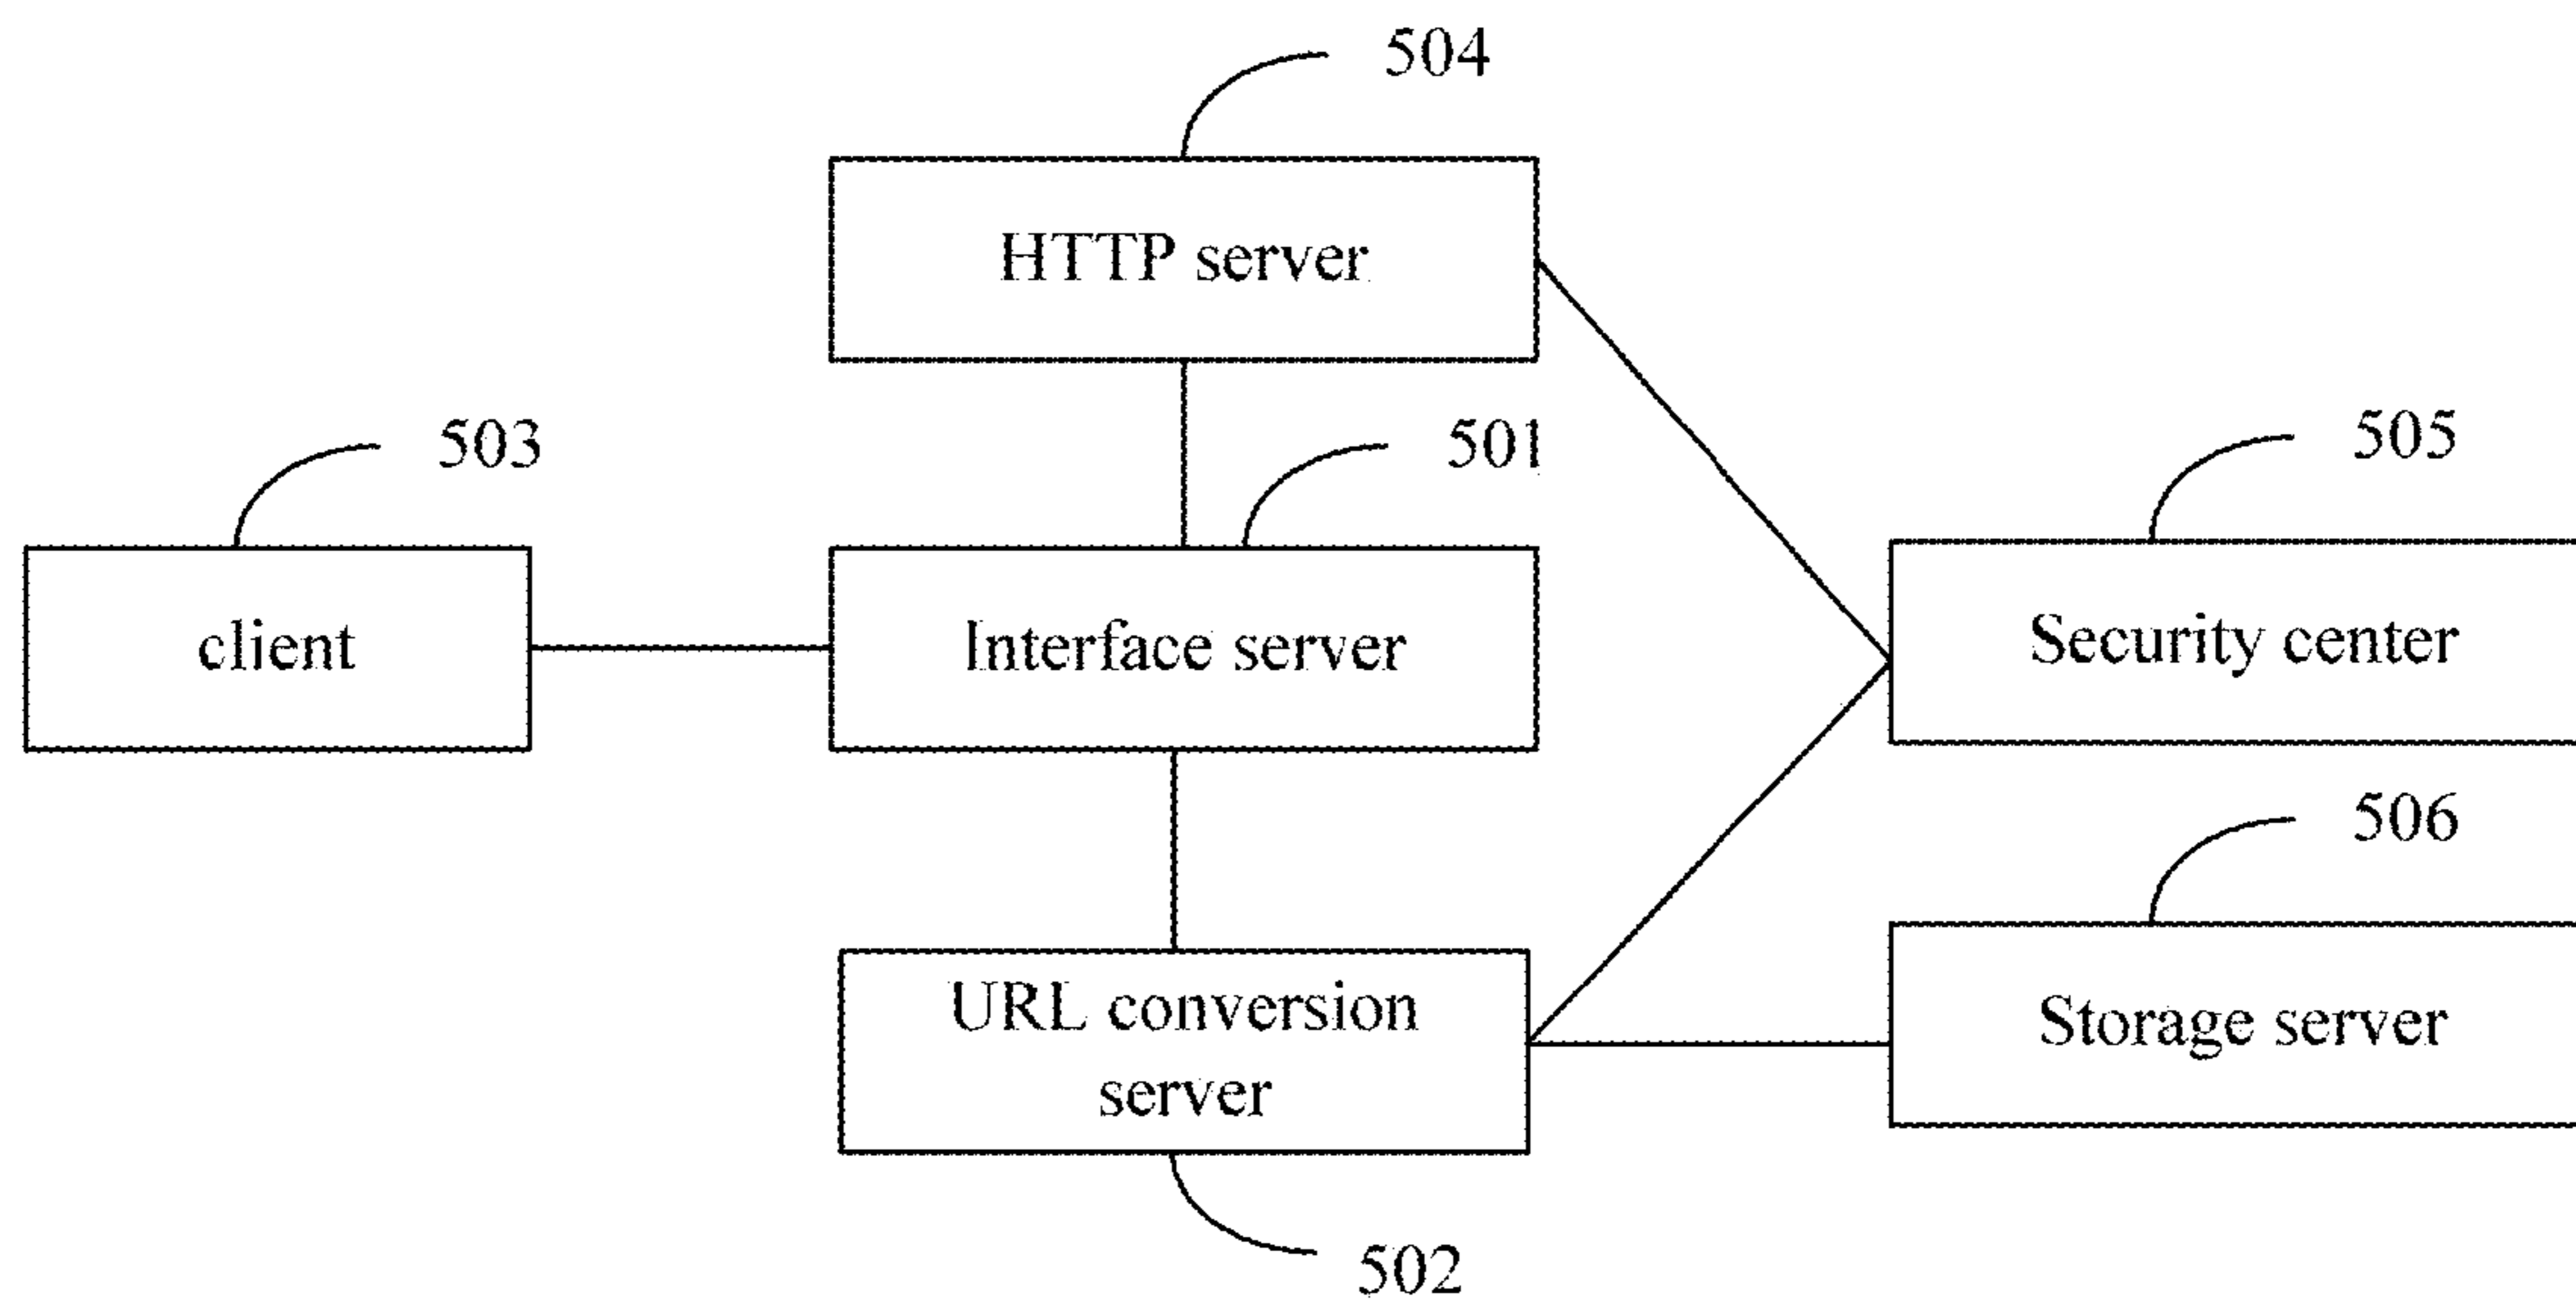 504
HTTP server
503
501
505
client
Interface server
Security center
506
URL conversion
server
Storage server
502